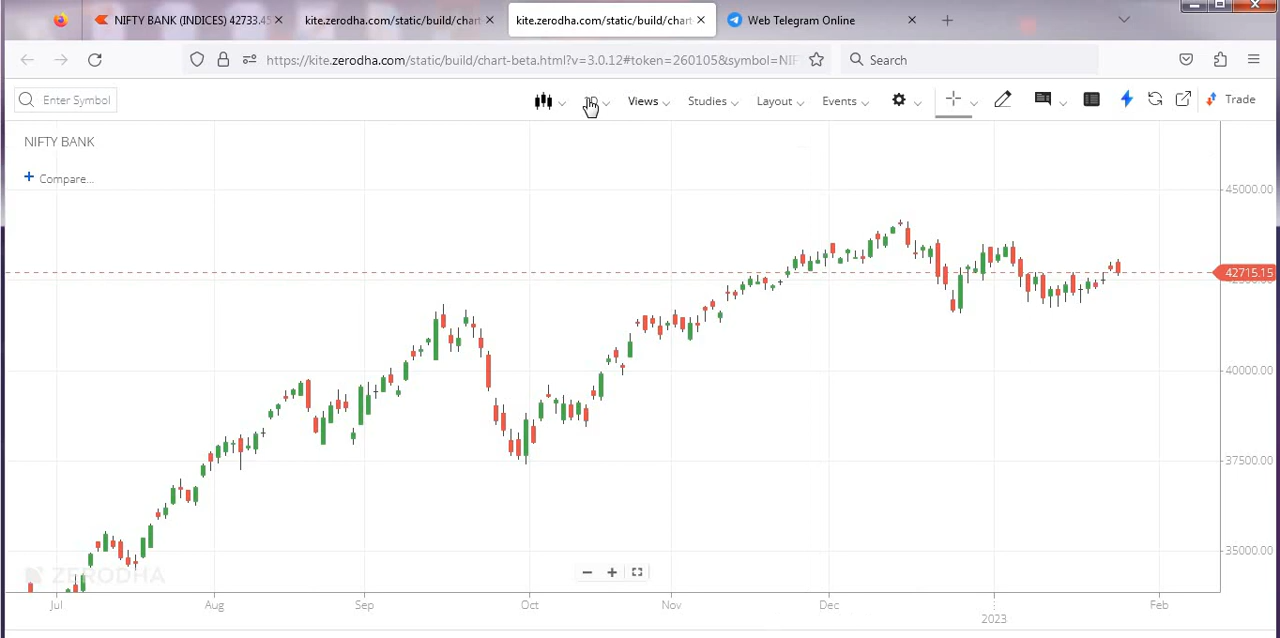 NIFTY BANK (INDICES) 42733.45
kite.zerodha.com/static/build/chart
kite.zerodha.com/static/build/chart
Web Telegram Online
https://kite.zerodha.com/static/build/chart-beta.html?v=3.0.12#token=260105&symbol=NIF
Search
Enter Symbol
Views
Studies
Layout
Events
Trade
NIFTY BANK
+ Compare...
45000.00
42715.15
40000.00
37500.00
35000.00
ZERODHA
Jul
Aug
Sep
Oct
Nov
Dec
2023
Feb